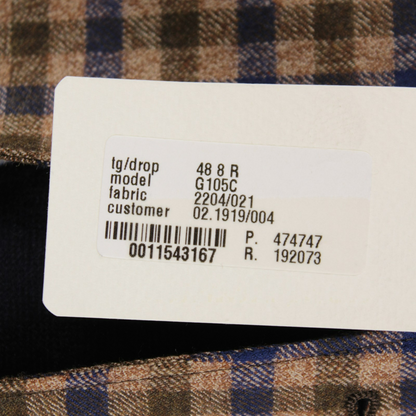 tg/drop 48 8 R
model G105C
fabric 2204/021
customer 02.1919/004
P. 474747
0011543167 R. 192073